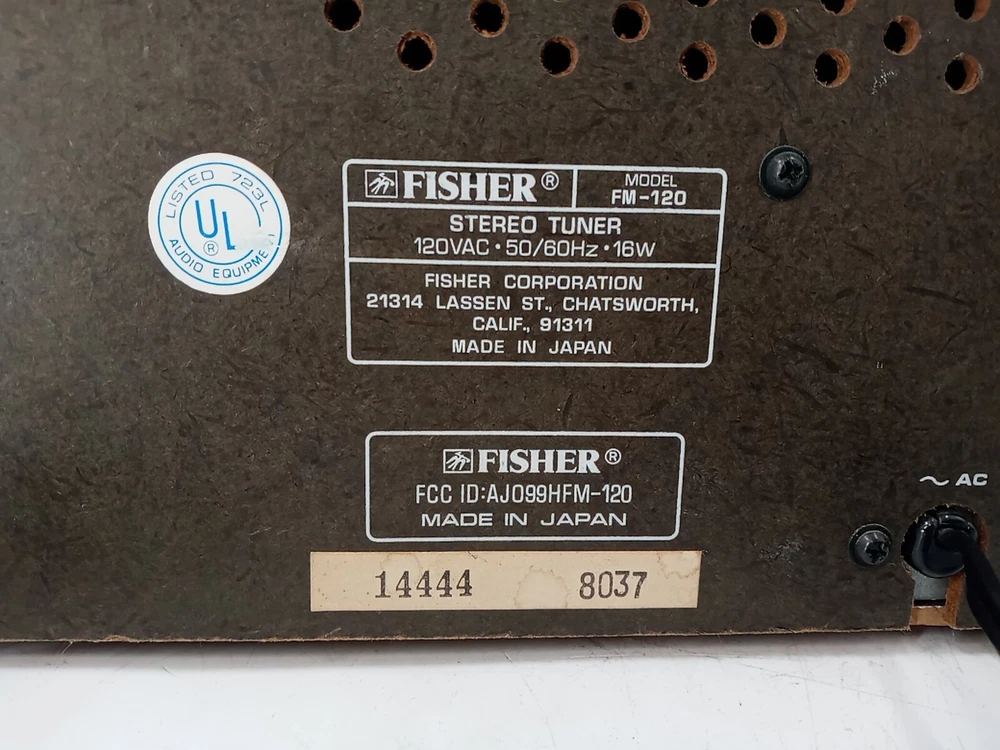 LISTED 723L
UL®
AUDIO EQUIPME
FISHER®
MODEL
FM-120
STEREO TUNER
120VAC • 50/60Hz • 16W
FISHER CORPORATION
21314 LASSEN ST., CHATSWORTH,
CALIF., 91311
MADE IN JAPAN
FISHER®
FCC ID:AJO99HFM-120
MADE IN JAPAN
~ AC
14444 8037